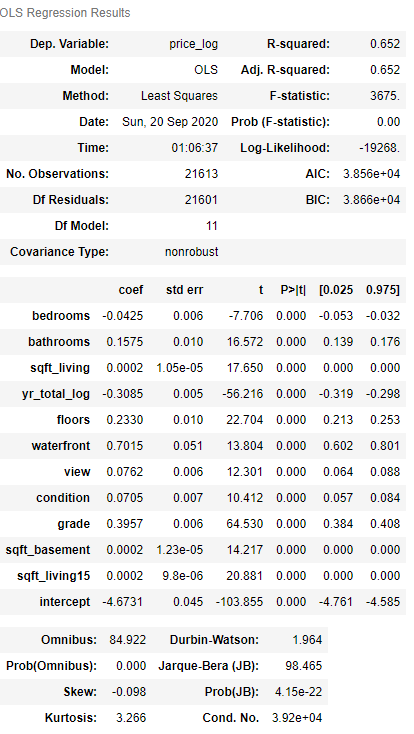 OLS Regression Results
Dep. Variable: price_log R-squared: 0.652
Model: OLS Adj. R-squared: 0.652
Method: Least Squares F-statistic: 3675.
Date: Sun, 20 Sep 2020 Prob (F-statistic): 0.00
Time: 01:06:37 Log-Likelihood: -19268.
No. Observations: 21613 AIC: 3.856e+04
Df Residuals: 21601 BIC: 3.866e+04
Df Model: 11
Covariance Type: nonrobust
coef std err t P>|t| [0.025 0.975]
bedrooms -0.0425 0.006 -7.706 0.000 -0.053 -0.032
bathrooms 0.1575 0.010 16.572 0.000 0.139 0.176
sqft_living 0.0002 1.05e-05 17.650 0.000 0.000 0.000
yr_total_log -0.3085 0.005 -56.216 0.000 -0.319 -0.298
floors 0.2330 0.010 22.704 0.000 0.213 0.253
waterfront 0.7015 0.051 13.804 0.000 0.602 0.801
view 0.0762 0.006 12.301 0.000 0.064 0.088
condition 0.0705 0.007 10.412 0.000 0.057 0.084
grade 0.3957 0.006 64.530 0.000 0.384 0.408
sqft_basement 0.0002 1.23e-05 14.217 0.000 0.000 0.000
sqft_living15 0.0002 9.8e-06 20.881 0.000 0.000 0.000
intercept -4.6731 0.045 -103.855 0.000 -4.761 -4.585
Omnibus: 84.922 Durbin-Watson: 1.964
Prob(Omnibus): 0.000 Jarque-Bera (JB): 98.465
Skew: -0.098 Prob(JB): 4.15e-22
Kurtosis: 3.266 Cond. No. 3.92e+04